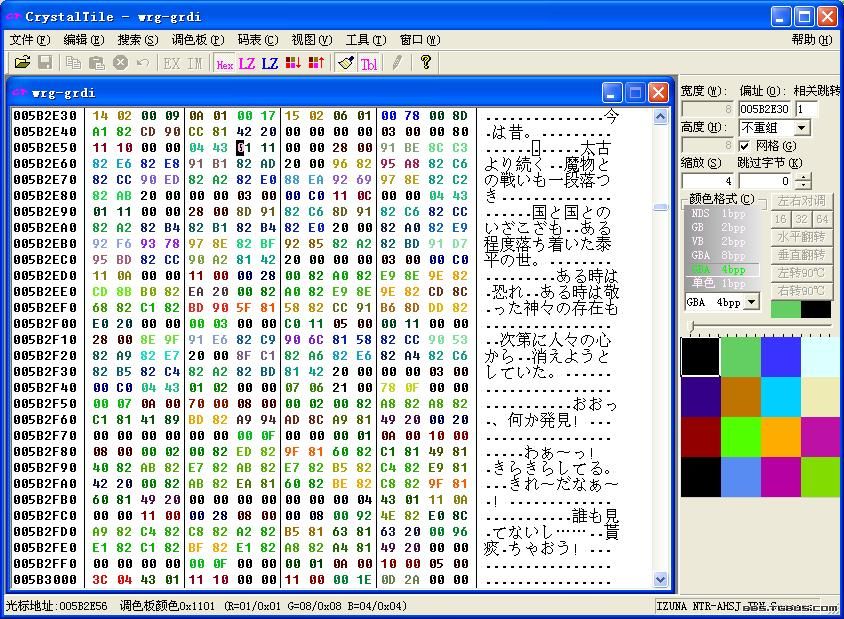 CrystalTile - wrg-grdi
文件(F) 编辑(E) 搜索(S) 调色板(P) 码表(C) 视图(V) 工具(T) 窗口(W) 帮助(H)
EX IM Hex LZ LZ Tbl
wrg-grdi
005B2E30 14 02 00 09 0A 01 00 17 15 02 06 01 00 78 00 8D ..............今
005B2E40 A1 82 CD 90 CC 81 42 20 00 00 00 00 03 00 00 80 .は昔。.........
005B2E50 11 10 00 00 04 43 01 11 00 00 28 00 91 BE 8C C3 ............太古
005B2E60 82 E6 82 E8 91 B1 82 AD 20 00 96 82 95 A8 82 C6 より続く..魔物と
005B2E70 82 CC 90 ED 82 A2 82 E0 88 EA 92 69 97 8E 82 C2 の戦いも一段落つ
005B2E80 82 AB 20 00 00 00 03 00 00 C0 11 0C 00 00 04 43 き..............
005B2E90 01 11 00 00 28 00 8D 91 82 C6 8D 91 82 C6 82 CC ......国と国との
005B2EA0 82 A2 82 B4 82 B1 82 B4 82 E0 20 00 82 A0 82 E9 いざこざも..ある
005B2EB0 92 F6 93 78 97 8E 82 BF 92 85 82 A2 82 BD 91 D7 程度落ち着いた泰
005B2EC0 95 BD 82 CC 90 A2 81 42 20 00 00 00 03 00 00 C0 平の世。........
005B2ED0 11 0A 00 00 11 00 00 28 00 82 A0 82 E9 8E 9E 82 .........ある時は
005B2EE0 CD 8B B0 82 EA 20 00 82 A0 82 E9 8E 9E 82 CD 8C .恐れ..ある時は敬
005B2EF0 68 82 C1 82 BD 90 5F 81 58 82 CC 91 B6 8D DD 82 .った神々の存在も
005B2F00 E0 20 00 00 00 03 00 00 C0 11 05 00 00 11 00 00
005B2F10 28 00 8E 9F 91 E6 82 C9 90 6C 81 58 82 CC 90 53 ..次第に人々の心
005B2F20 82 A9 82 E7 20 00 8F C1 82 A6 82 E6 82 A4 82 C6 から..消えようと
005B2F30 82 B5 82 C4 82 A2 82 BD 81 42 20 00 00 00 03 00 していた。......
005B2F40 00 C0 04 43 01 02 00 00 07 06 21 00 78 0F 00 00
005B2F50 00 07 0A 00 70 00 08 00 00 02 00 82 A8 82 A8 82 ...........おおっ
005B2F60 C1 81 41 89 BD 82 A9 94 AD 8C A9 81 49 20 00 20 .、何か発見!...
005B2F70 00 00 00 00 00 00 0F 00 00 00 01 00 0A 00 10 00
005B2F80 08 00 00 02 00 82 ED 82 9F 81 60 82 C1 81 49 81 .....わぁ～っ!
005B2F90 40 82 AB 82 E7 82 AB 82 E7 82 B5 82 C4 82 E9 81 .きらきらしてる。
005B2FA0 42 20 00 82 AB 82 EA 81 60 82 BE 82 C8 82 9F 81 ...きれ～だなぁ～
005B2FB0 60 81 49 20 00 00 00 00 00 00 04 43 01 11 0A
005B2FC0 00 00 11 00 00 28 08 00 00 08 00 92 4E 82 E0 8C ...........誰も見
005B2FD0 A9 82 C4 82 C8 82 A2 82 B5 81 63 81 63 20 00 96 .てないし……..貰
005B2FE0 E1 82 C1 82 BF 82 E1 82 A8 82 A4 81 49 20 00 00
005B2FF0 00 00 00 00 00 0F 00 00 00 01 0A 00 10 00 05 00
005B3000 3C 04 43 01 11 10 00 00 11 00 00 1E 0D 2A 00 00
宽度(W): 偏址(O): 相关跳转
8 005B2E30 1
高度(H): 不重组
8 网格(G)
缩放(S) 跳过字节(K)
4 0
颜色格式(C) 左右对调
NDS 1bpp 16 32 64
GB 2bpp 水平翻转
VB 2bpp 垂直翻转
GBA 8bpp 左转90℃
GBA 4bpp 右转90℃
单色 1bpp
GBA 4bpp
光标地址:005B2E56 调色板颜色0x1101 (R=01/0x01 G=08/0x08 B=04/0x04)
IZUNA NTR-AHSJ JPN